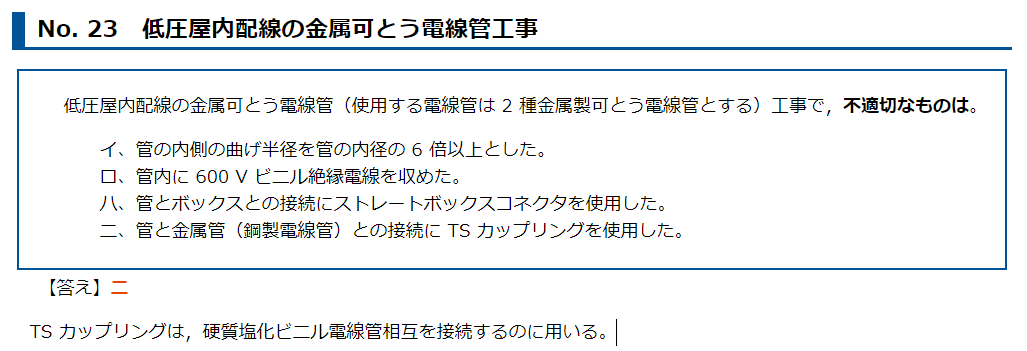 No. 23　低圧屋内配線の金属可とう電線管工事
低圧屋内配線の金属可とう電線管（使用する電線管は 2 種金属製可とう電線管とする）工事で，不適切なものは。
イ、管の内側の曲げ半径を管の内径の 6 倍以上とした。
ロ、管内に 600 V ビニル絶縁電線を収めた。
ハ、管とボックスとの接続にストレートボックスコネクタを使用した。
ニ、管と金属管（鋼製電線管）との接続に TS カップリングを使用した。
【答え】ニ
TS カップリングは，硬質塩化ビニル電線管相互を接続するのに用いる。